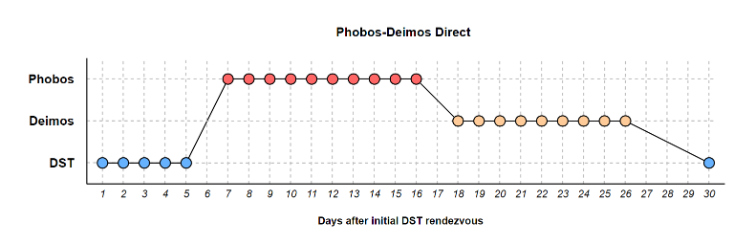 Phobos-Deimos Direct
Phobos
Deimos
DST
1 2 3 4 5 6 7 8 9 10 11 12 13 14 15 16 17 18 19 20 21 22 23 24 25 26 27 28 29 30
Days after initial DST rendezvous